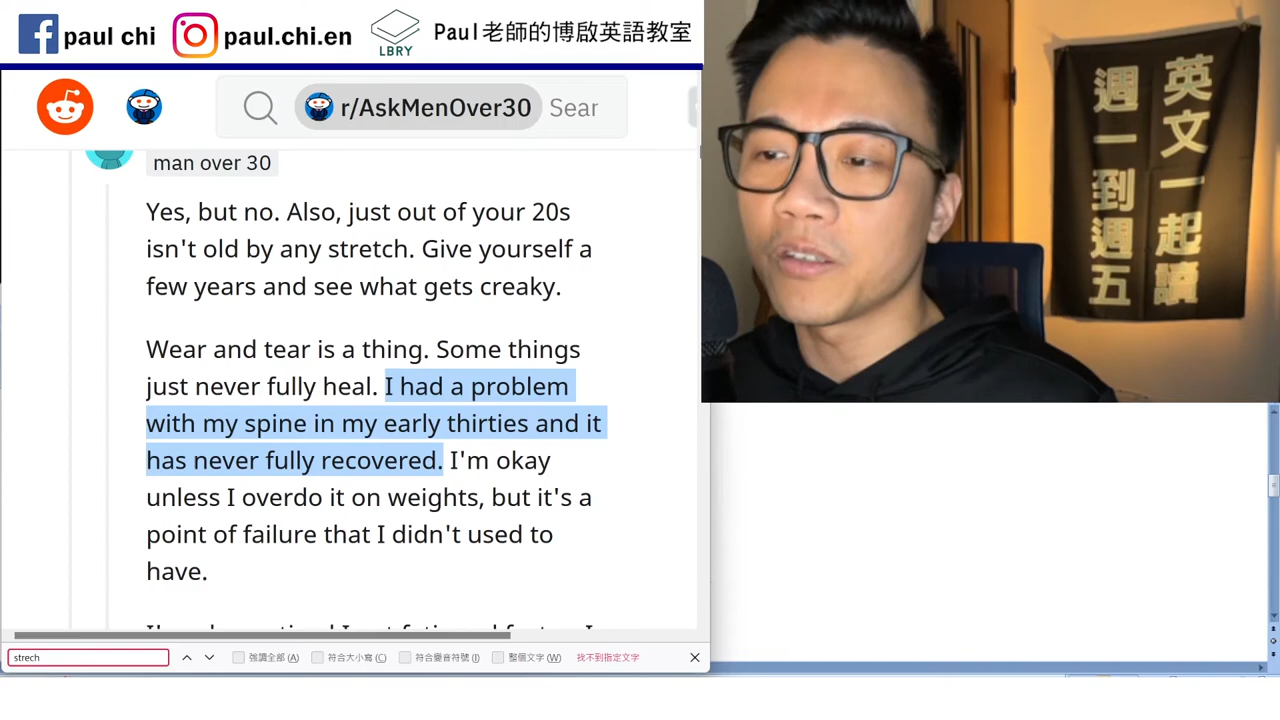 paul chi
paul.chi.en
LBRY
Paul老師的博啟英語教室
r/AskMenOver30
Sear
man over 30
Yes, but no. Also, just out of your 20s
isn't old by any stretch. Give yourself a
few years and see what gets creaky.
Wear and tear is a thing. Some things
just never fully heal. I had a problem
with my spine in my early thirties and it
has never fully recovered. I'm okay
unless I overdo it on weights, but it's a
point of failure that I didn't used to
have.
strech
強調全部 (A)
符合大小寫 (C)
符合變音符號 (I)
整個文字 (W)
找不到指定文字
英文一起讀
週一到週五